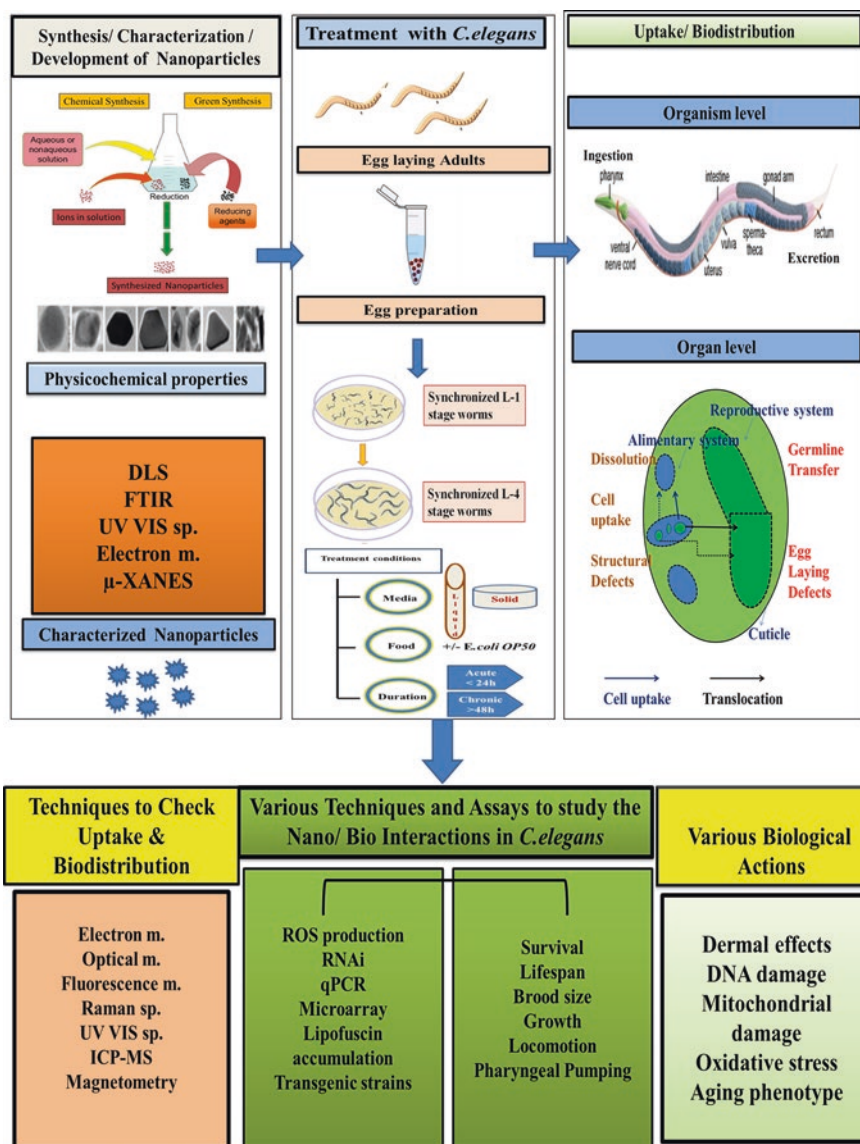 Synthesis/ Characterization /
Development of Nanoparticles
Chemical Synthesis
Green Synthesis
Aqueous or
nonaqueous
solution
Reduction
Ions in solution
Reducing
agents
Synthesized Nanoparticles
Physicochemical properties
DLS
FTIR
UV VIS sp.
Electron m.
µ-XANES
Characterized Nanoparticles
Treatment with C.elegans
Egg laying Adults
Egg preparation
Synchronized L-1
stage worms
Synchronized L-4
stage worms
Treatment conditions
Media
Liquid
Solid
Food
+/- E.coli OP50
Duration
Acute
< 24h
Chronic
>48h
Uptake/ Biodistribution
Organism level
Ingestion
pharynx
intestine
gonad arm
ventral
nerve cord
uterus
vulva
sperma-
theca
rectum
Excretion
Organ level
Reproductive system
Alimentary system
Dissolution
Germline
Transfer
Cell
uptake
Structural
Defects
Egg
Laying
Defects
Cuticle
Cell uptake
Translocation
Techniques to Check
Uptake &
Biodistribution
Electron m.
Optical m.
Fluorescence m.
Raman sp.
UV VIS sp.
ICP-MS
Magnetometry
Various Techniques and Assays to study the
Nano/ Bio Interactions in C.elegans
ROS production
RNAi
qPCR
Microarray
Lipofuscin
accumulation
Transgenic strains
Survival
Lifespan
Brood size
Growth
Locomotion
Pharyngeal Pumping
Various Biological
Actions
Dermal effects
DNA damage
Mitochondrial
damage
Oxidative stress
Aging phenotype